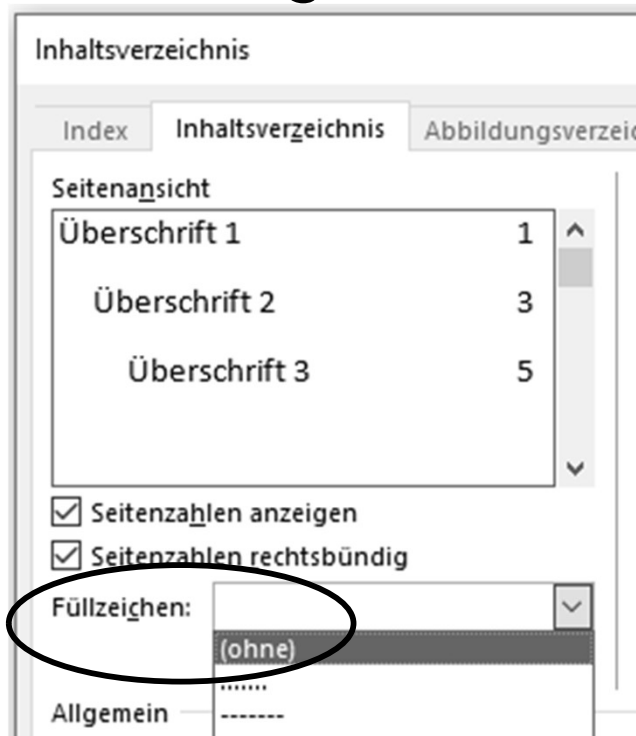 Inhaltsverzeichnis
Index Inhaltsverzeichnis Abbildungsverzeic
Seitenansicht
Überschrift 1 1
Überschrift 2 3
Überschrift 3 5
Seitenzahlen anzeigen
Seitenzahlen rechtsbündig
Füllzeichen:
(ohne)
.......
Allgemein -------